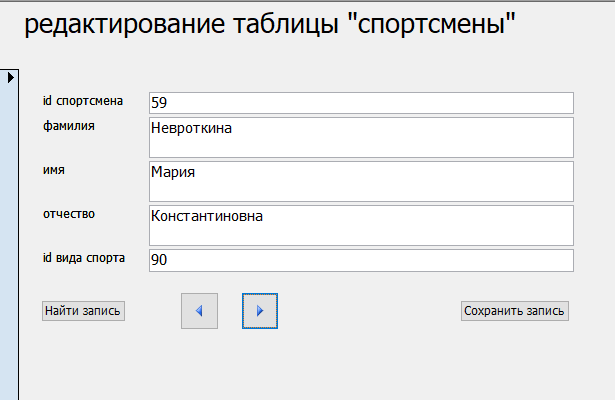 редактирование таблицы "спортсмены"
id спортсмена 59
фамилия Невроткина
имя Мария
отчество Константиновна
id вида спорта 90
Найти запись Сохранить запись